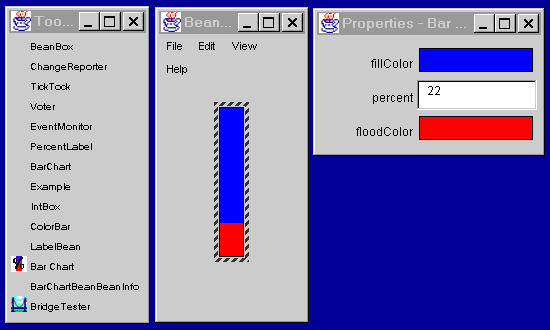 Too...
BeanBox
ChangeReporter
TickTock
Voter
EventMonitor
PercentLabel
BarChart
Example
IntBox
ColorBar
LabelBean
Bar Chart
BarChartBeanBeanInfo
BridgeTester
Bean...
File Edit View
Help
Properties - Bar ...
fillColor
percent 22
floodColor